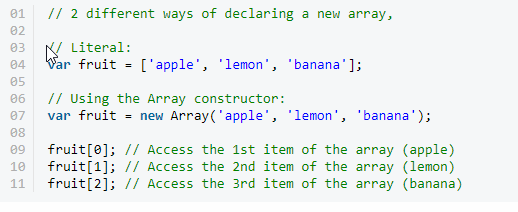 01 // 2 different ways of declaring a new array,
02
03 // Literal:
04 var fruit = ['apple', 'lemon', 'banana'];
05
06 // Using the Array constructor:
07 var fruit = new Array('apple', 'lemon', 'banana');
08
09 fruit[0]; // Access the 1st item of the array (apple)
10 fruit[1]; // Access the 2nd item of the array (lemon)
11 fruit[2]; // Access the 3rd item of the array (banana)